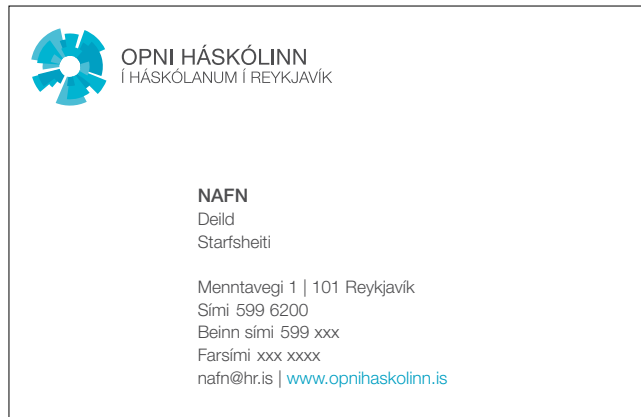 OPNI HÁSKÓLINN
Í HÁSKÓLANUM Í REYKJAVÍK
NAFN
Deild
Starfsheiti
Menntavegi 1 | 101 Reykjavík
Sími 599 6200
Beinn sími 599 xxx
Farsími xxx xxxx
nafn@hr.is | www.opnihaskolinn.is